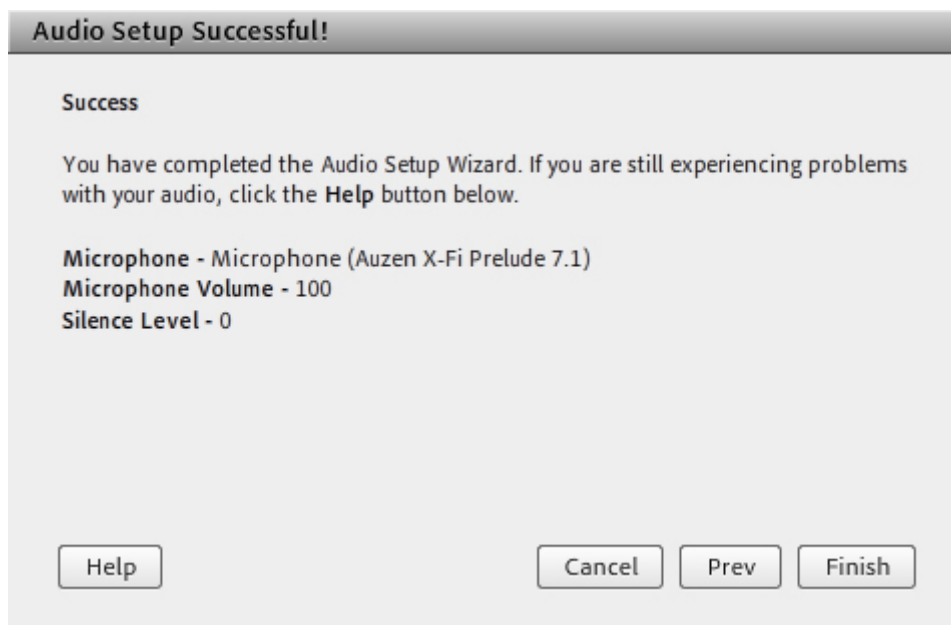 Audio Setup Successful!
Success
You have completed the Audio Setup Wizard. If you are still experiencing problems
with your audio, click the Help button below.
Microphone - Microphone (Auzen X-Fi Prelude 7.1)
Microphone Volume - 100
Silence Level - 0
Help
Cancel
Prev
Finish